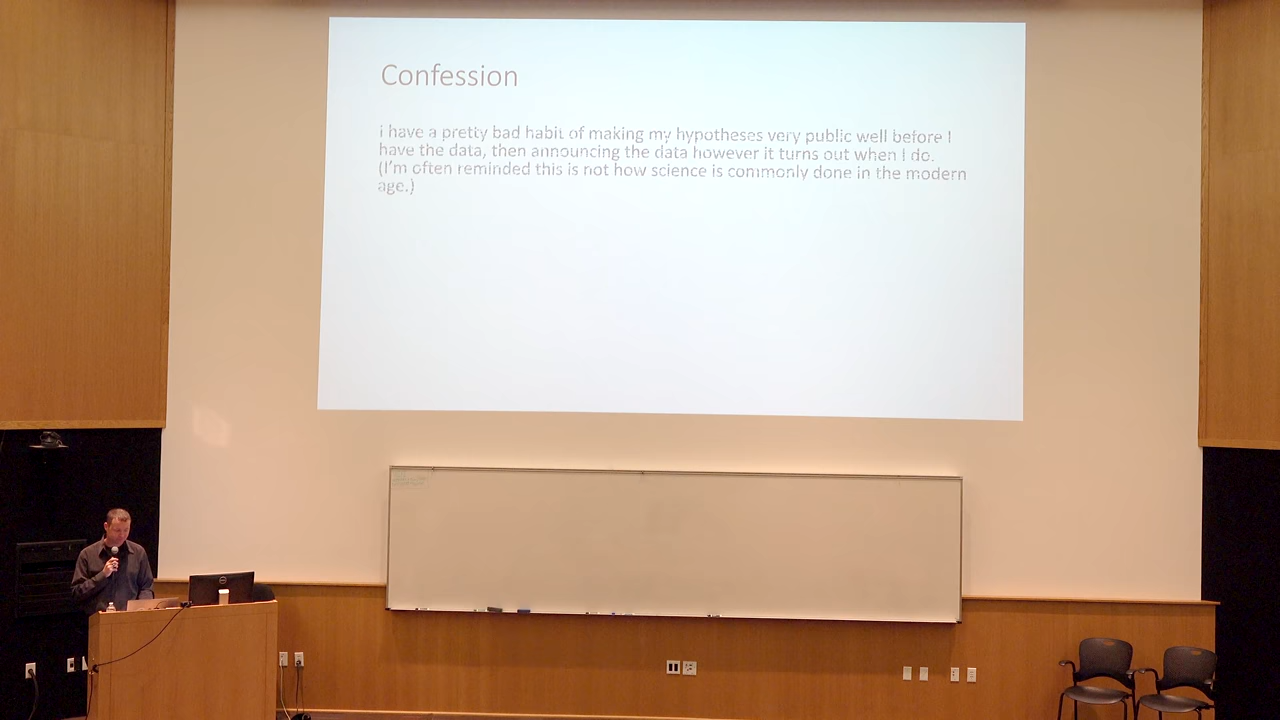 Confession
I have a pretty bad habit of making my hypotheses very public well before I
have the data, then announcing the data however it turns out when I do.
(I'm often reminded this is not how science is commonly done in the modern
age.)